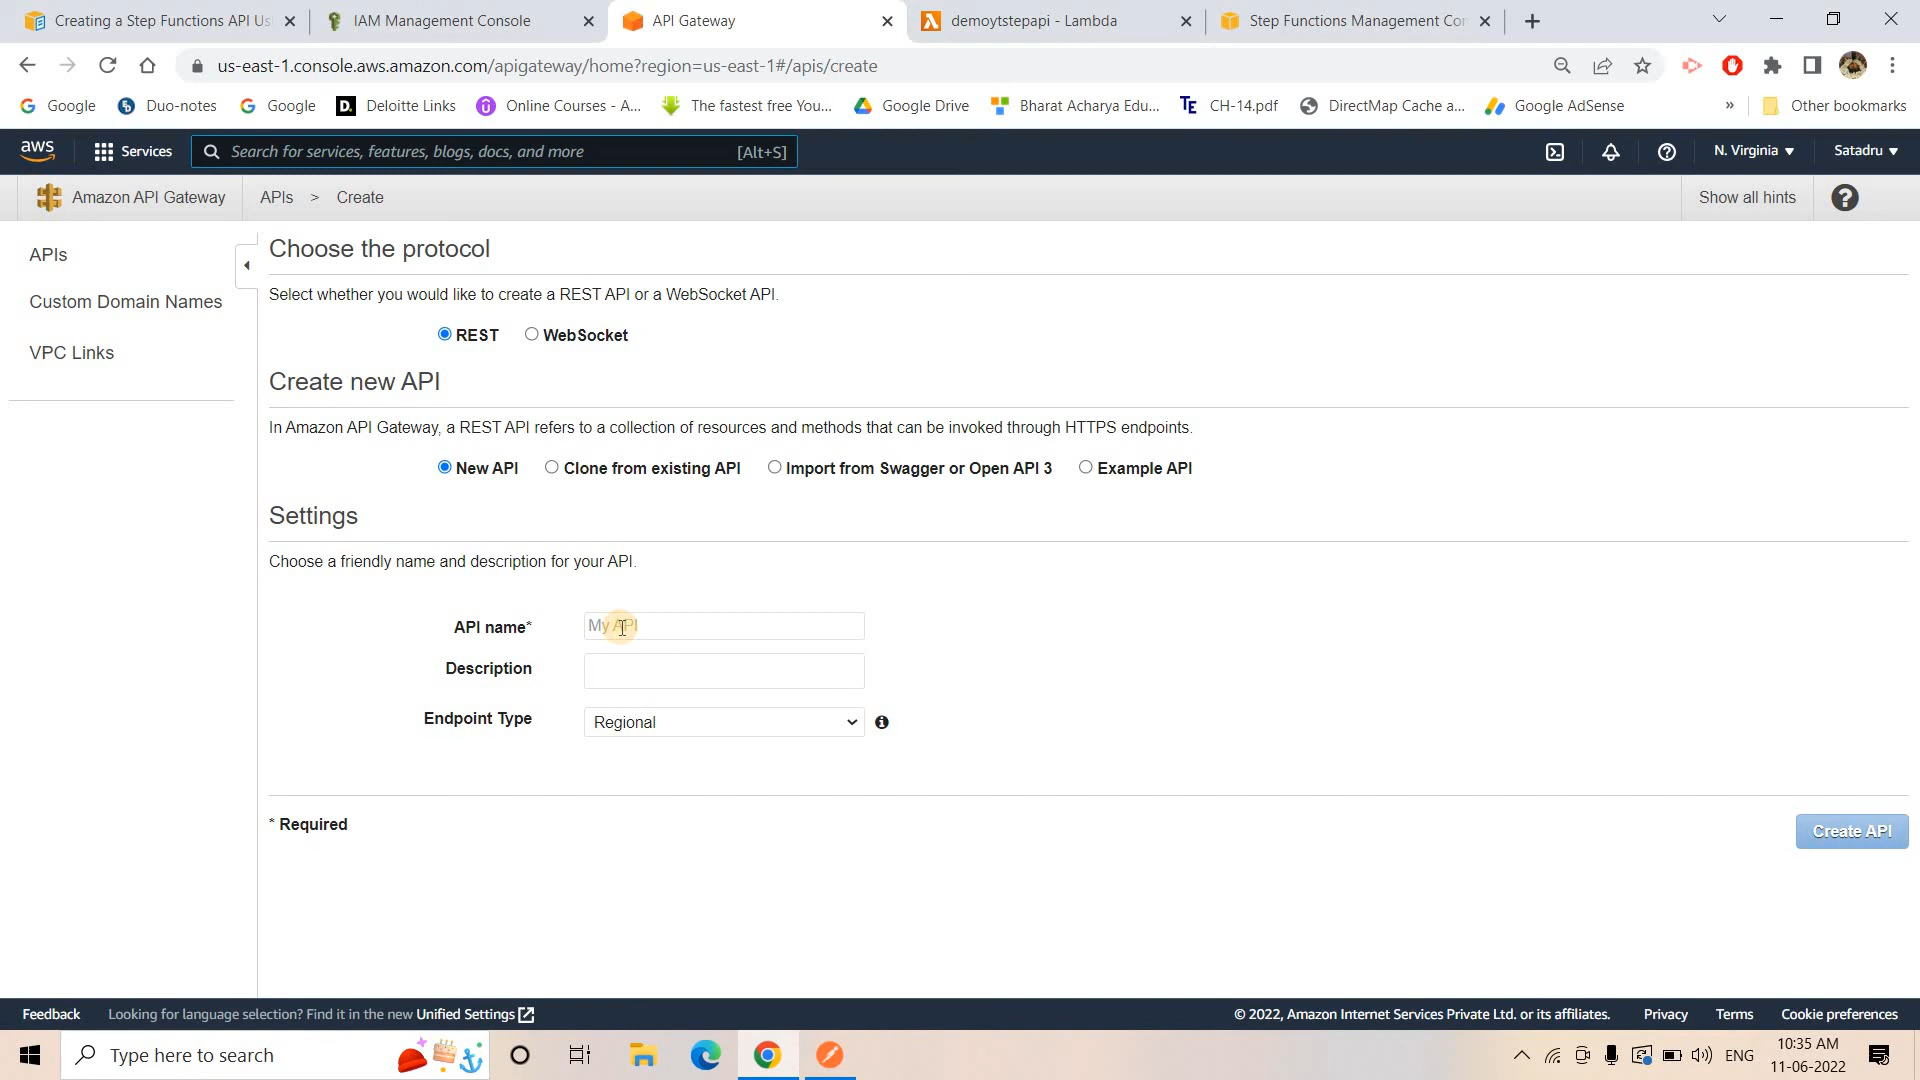 Creating a Step Functions API Us
IAM Management Console
API Gateway
demoytstepapi - Lambda
Step Functions Management Con
us-east-1.console.aws.amazon.com/apigateway/home?region=us-east-1#/apis/create
Google
Duo-notes
Google
D.
Deloitte Links
Online Courses - A...
The fastest free You...
Google Drive
Bharat Acharya Edu...
TE
CH-14.pdf
DirectMap Cache a...
Google AdSense
»
Other bookmarks
aws
Services
Search for services, features, blogs, docs, and more
[Alt+S]
N. Virginia
Satadru
Amazon API Gateway
APIs > Create
Show all hints
APIs
Custom Domain Names
VPC Links
Choose the protocol
Select whether you would like to create a REST API or a WebSocket API.
REST WebSocket
Create new API
In Amazon API Gateway, a REST API refers to a collection of resources and methods that can be invoked through HTTPS endpoints.
New API Clone from existing API Import from Swagger or Open API 3 Example API
Settings
Choose a friendly name and description for your API.
API name* My API
Description
Endpoint Type Regional
* Required
Create API
Feedback
Looking for language selection? Find it in the new Unified Settings
© 2022, Amazon Internet Services Private Ltd. or its affiliates.
Privacy
Terms
Cookie preferences
Type here to search
ENG
10:35 AM
11-06-2022